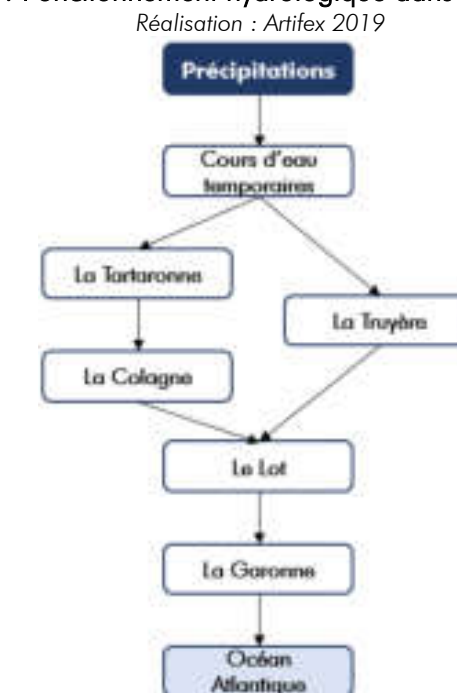 Fonctionnement hydrologique dans
Réalisation : Artifex 2019
Précipitations
Cours d'eau
temporaires
La Tartaronne
La Truyère
La Colagne
Le Lot
La Garonne
Océan
Atlantique